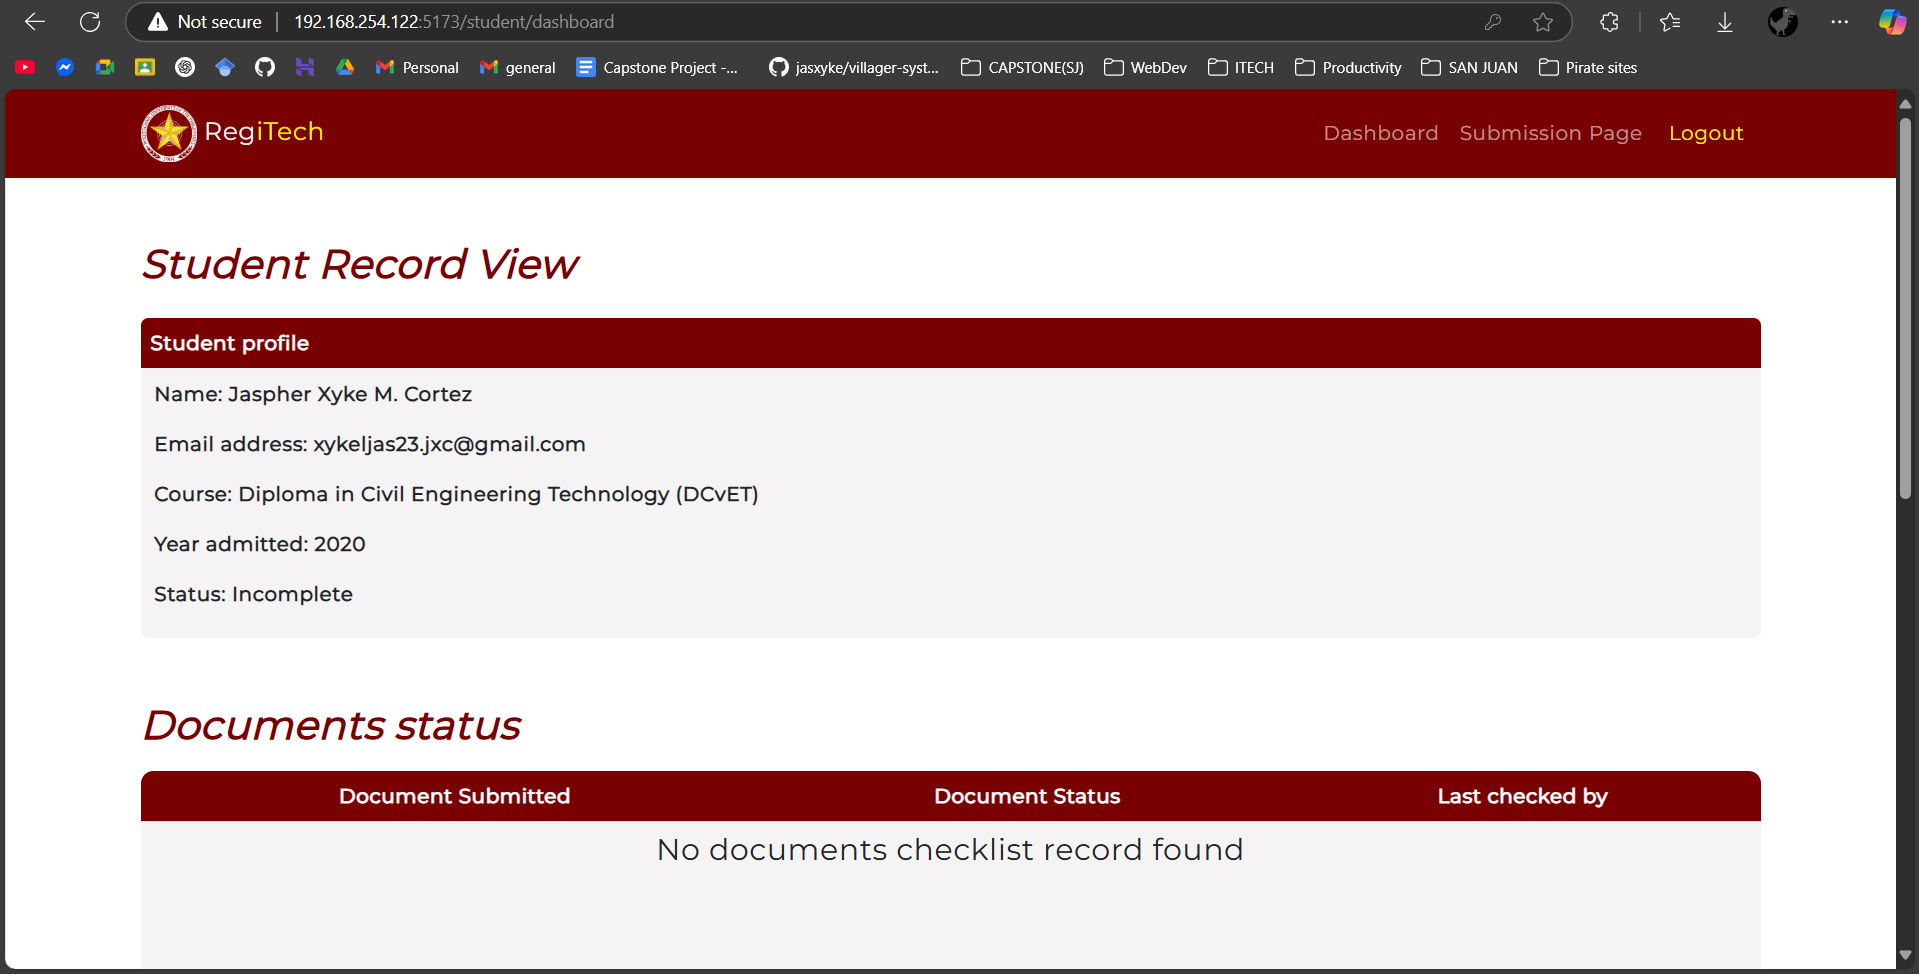 Not secure 192.168.254.122:5173/student/dashboard
Personal general Capstone Project -... jasxyke/villager-syst... CAPSTONE(SJ) WebDev ITECH Productivity SAN JUAN Pirate sites
RegiTech Dashboard Submission Page Logout
Student Record View
Student profile
Name: Jaspher Xyke M. Cortez
Email address: xykeljas23.jxc@gmail.com
Course: Diploma in Civil Engineering Technology (DCvET)
Year admitted: 2020
Status: Incomplete
Documents status
Document Submitted Document Status Last checked by
No documents checklist record found